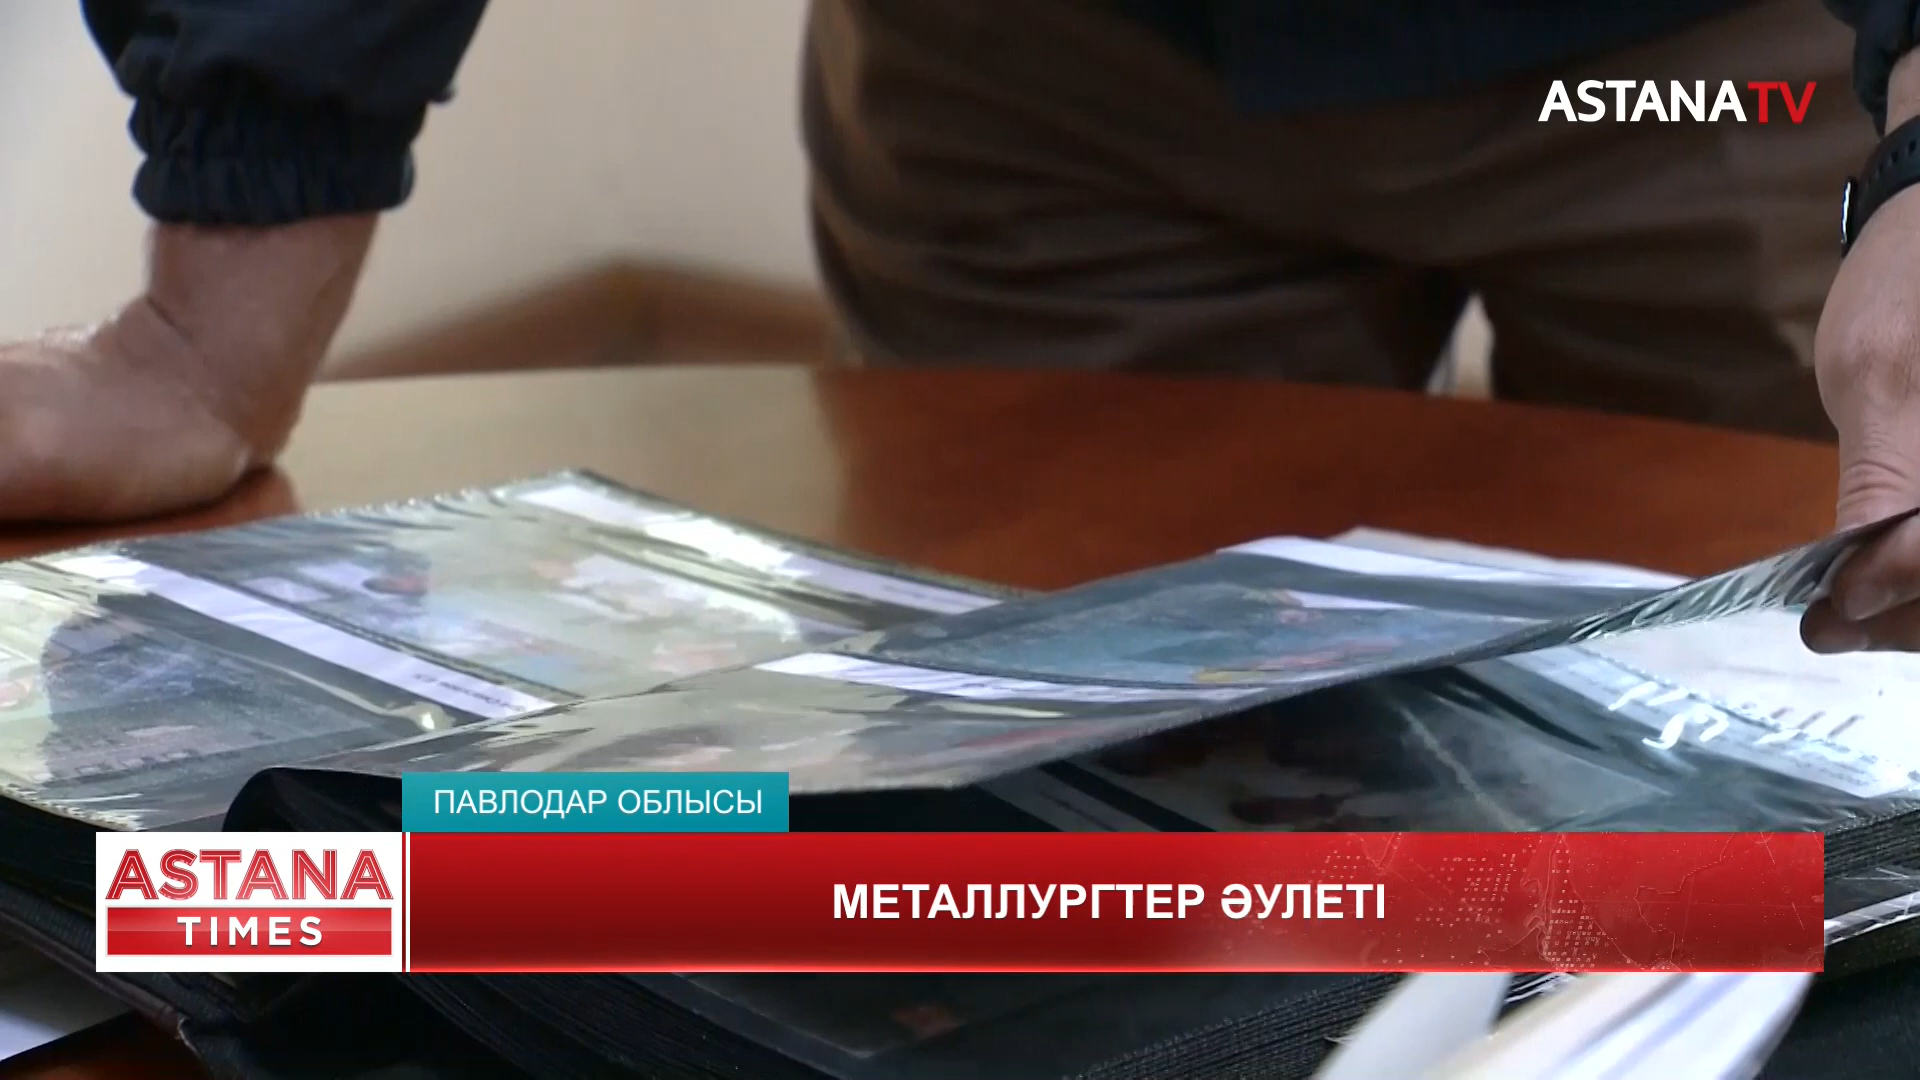 ASTANATV
ПАВЛОДАР ОБЛЫСЫ
ASTANA
TIMES
МЕТАЛЛУРГТЕР ӘУЛЕТІ